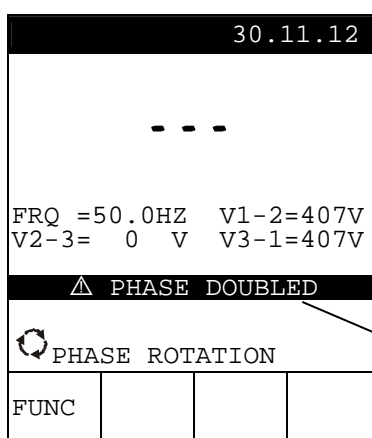 30.11.12
- - -
FRQ =50.0HZ V1-2=407V
V2-3= 0 V V3-1=407V
⚠ PHASE DOUBLED
PHASE ROTATION
FUNC